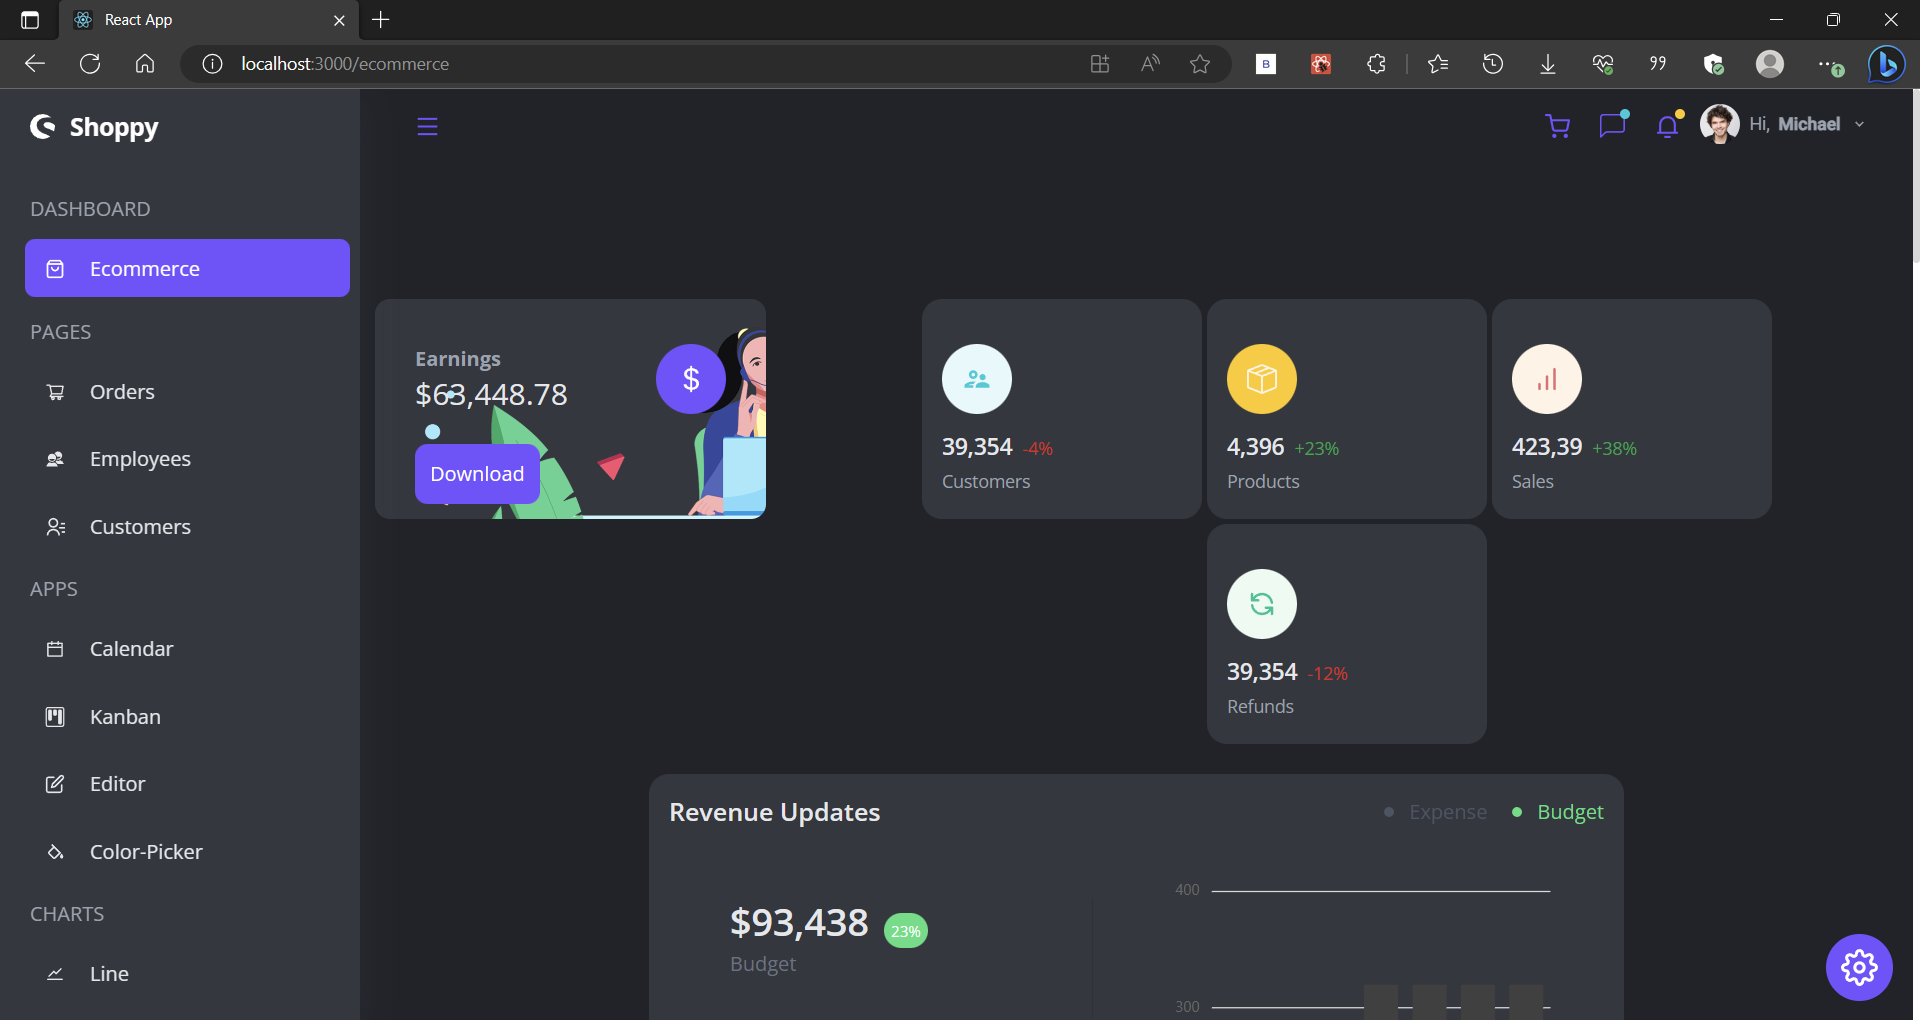 React App
localhost:3000/ecommerce
B
Shoppy
Hi, Michael
DASHBOARD
Ecommerce
PAGES
Orders
Employees
Customers
APPS
Calendar
Kanban
Editor
Color-Picker
CHARTS
Line
Earnings
$63,448.78
$
Download
39,354 -4%
Customers
4,396 +23%
Products
423,39 +38%
Sales
39,354 -12%
Refunds
Revenue Updates
Expense
Budget
$93,438 23%
Budget
400
300